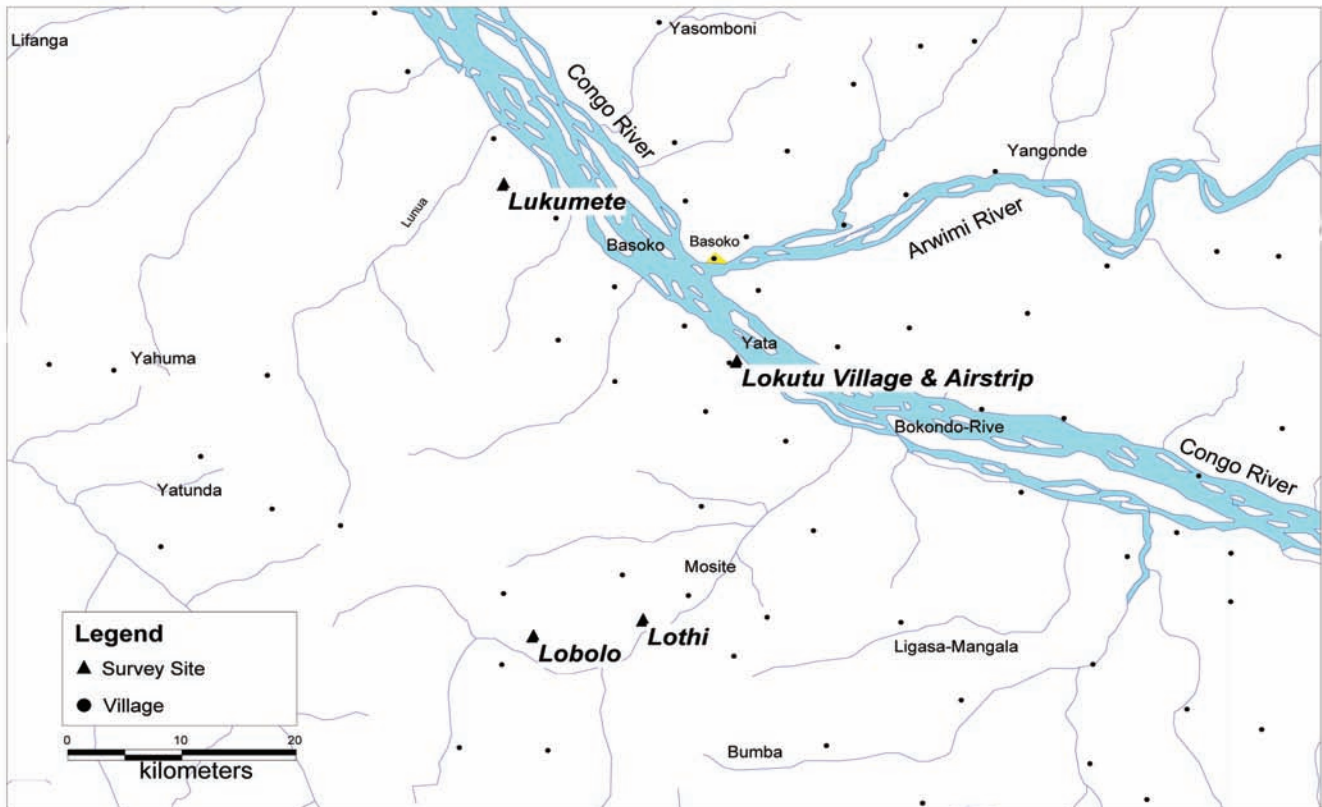 Lifanga
Yasomboni
Congo River
Yangonde
Lukumete
Lunua
Arwimi River
Basoko
Basoko
Yata
Yahuma
Lokutu Village & Airstrip
Bokondo-Rive
Congo River
Yatunda
Mosite
Lothi
Lobolo
Ligasa-Mangala
Bumba
Legend
Survey Site
Village
0 10 20
kilometers